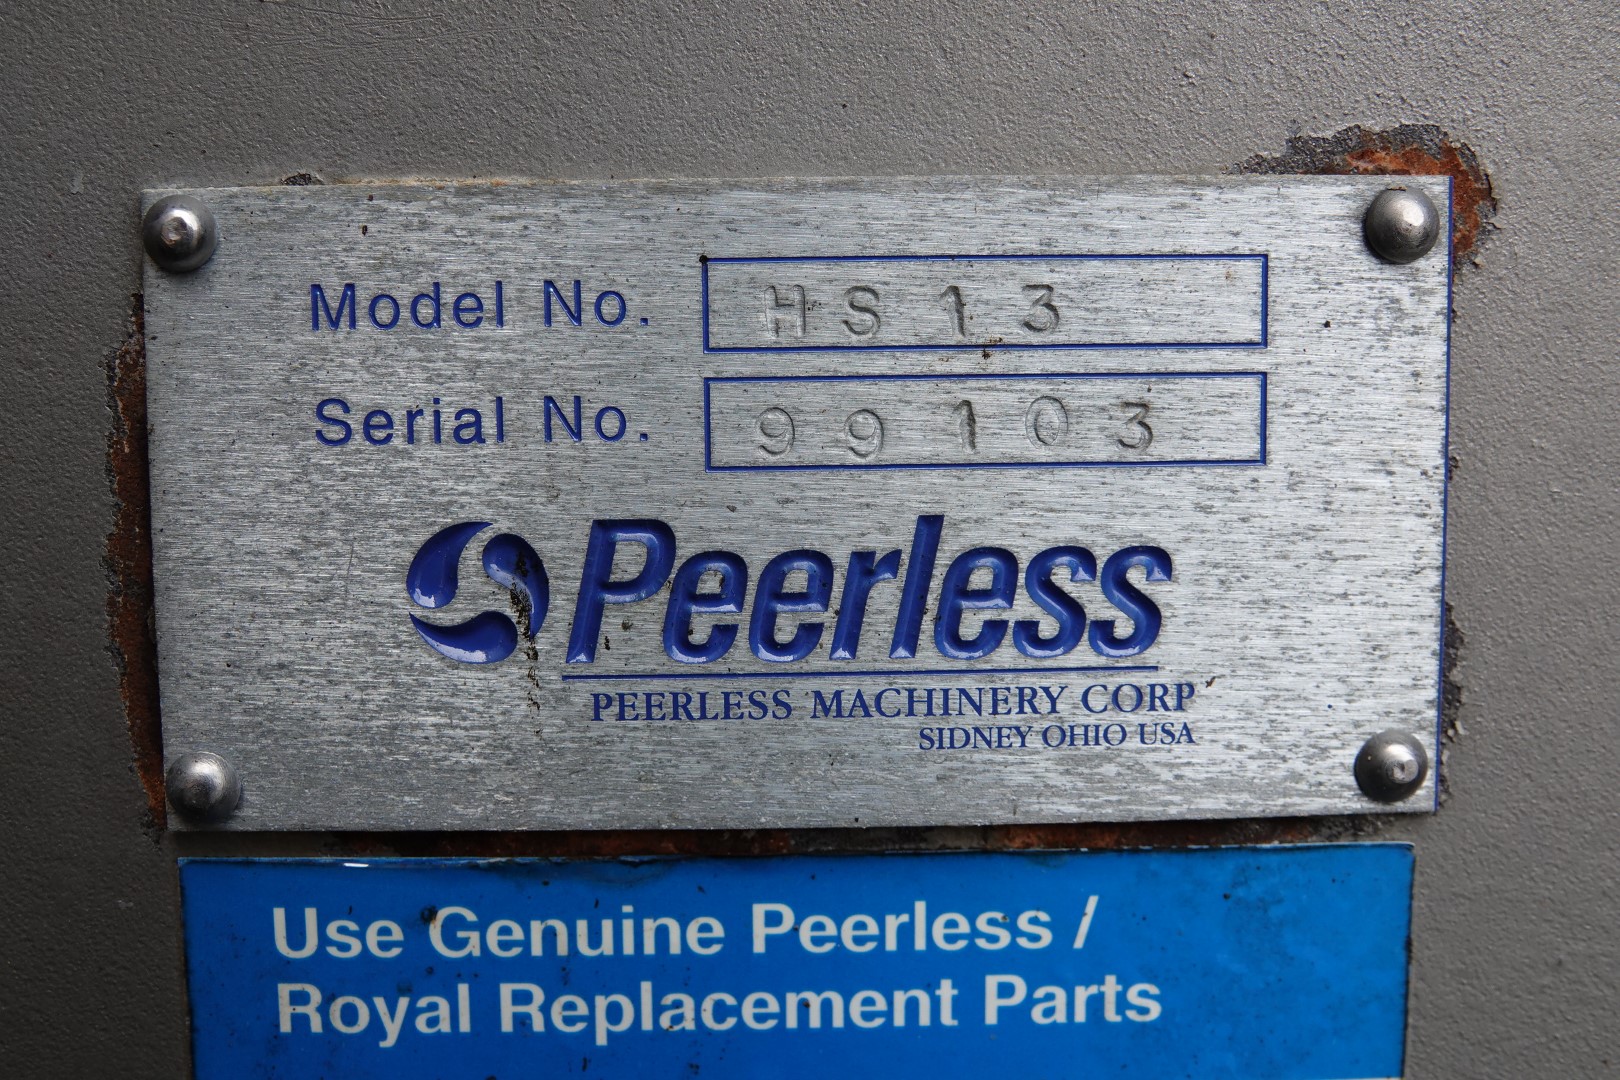 Model No. HS13
Serial No. 99103
Peerless
PEERLESS MACHINERY CORP
SIDNEY OHIO USA
Use Genuine Peerless /
Royal Replacement Parts